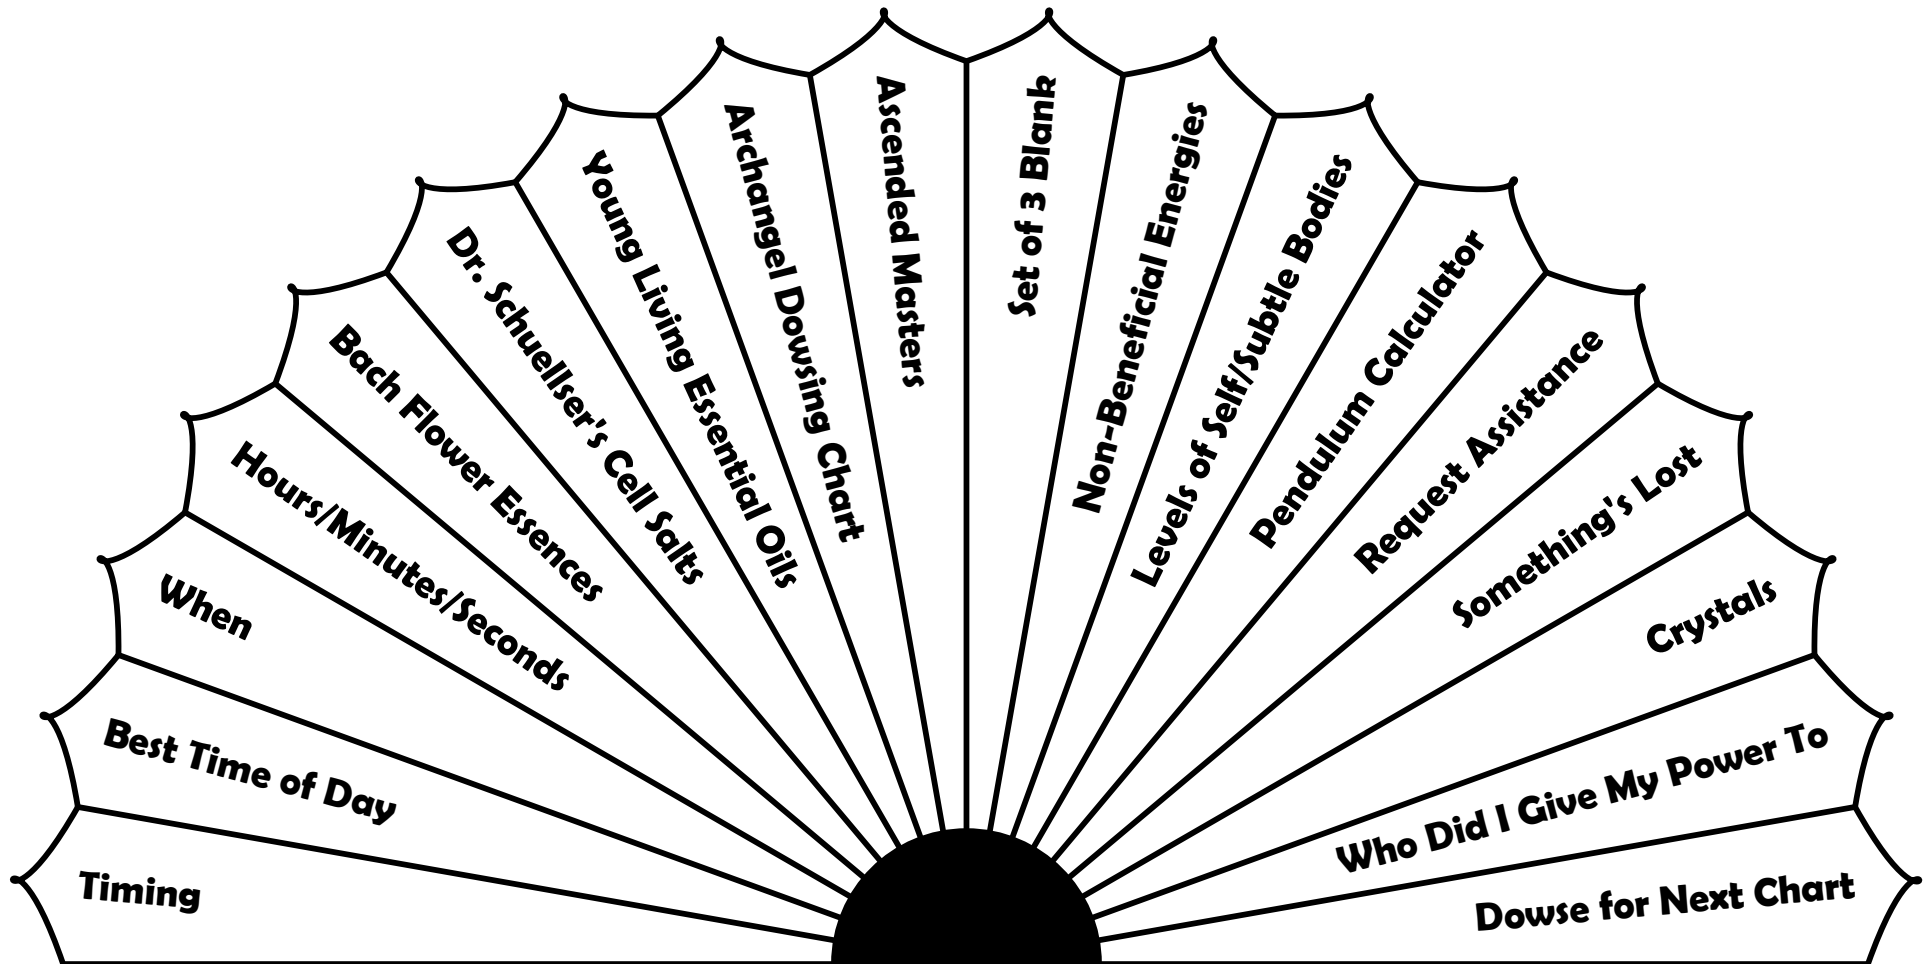 Timing
Best Time of Day
When
Hours/Minutes/Seconds
Bach Flower Essences
Dr. Schuellser's Cell Salts
Young Living Essential Oils
Archangel Dowsing Chart
Ascended Masters
Set of 3 Blank
Non-Beneficial Energies
Levels of Self/Subtle Bodies
Pendulum Calculator
Request Assistance
Something's Lost
Crystals
Who Did I Give My Power To
Dowse for Next Chart